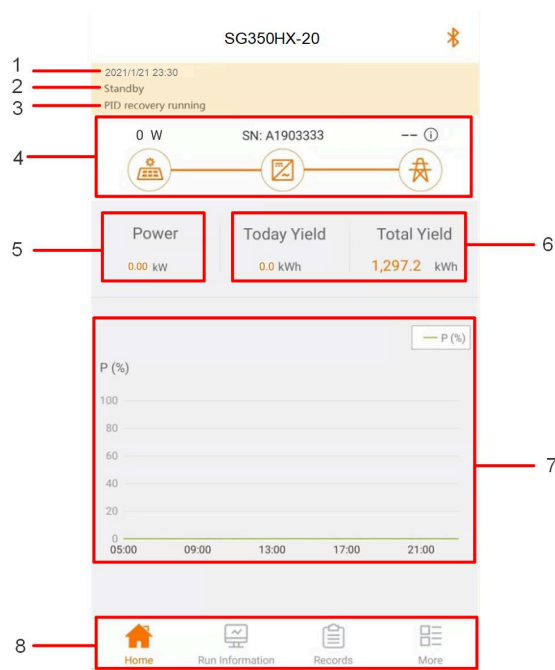 SG350HX-20
1
2021/1/21 23:30
2
Standby
3
PID recovery running
4
0 W SN: A1903333 --
5
Power Today Yield Total Yield
6
0.00 kW 0.0 kWh 1,297.2 kWh
P (%)
P (%)
100
80
60
7
40
20
0
05:00 09:00 13:00 17:00 21:00
8
Home Run Information Records More